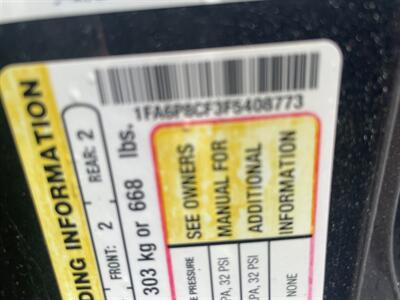 1FA6P8CF3F5408773
DING INFORMATION
FRONT: 2 REAR: 2
303 kg or 668 lbs.
SEE OWNERS
MANUAL FOR
ADDITIONAL
INFORMATION
E PRESSURE
PA, 32 PSI
PA, 32 PSI
NONE